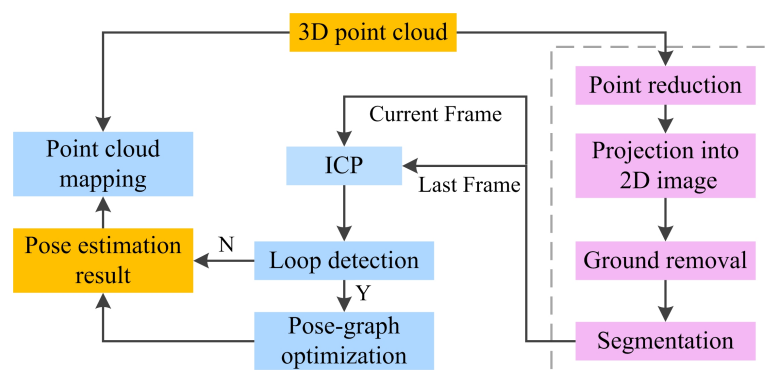 3D point cloud
Point reduction
Current Frame
Point cloud
mapping
ICP
Projection into
2D image
Last Frame
Pose estimation
result
N
Loop detection
Ground removal
Y
Pose-graph
optimization
Segmentation